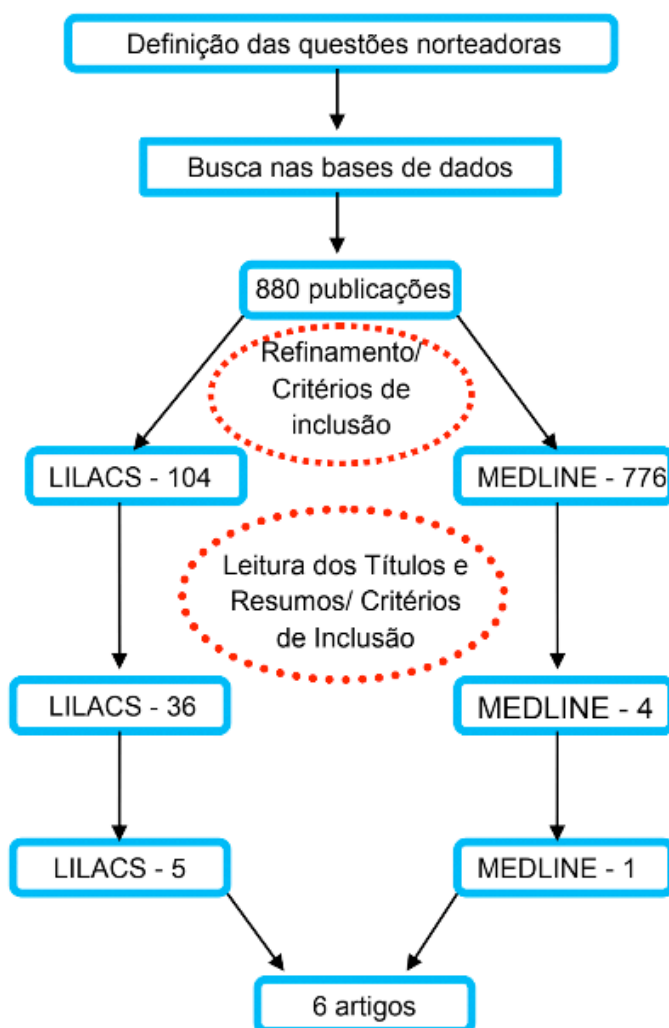 Definição das questões norteadoras
Busca nas bases de dados
880 publicações
Refinamento/
Critérios de
inclusão
LILACS - 104
MEDLINE - 776
Leitura dos Títulos e
Resumos/ Critérios
de Inclusão
LILACS - 36
MEDLINE - 4
LILACS - 5
MEDLINE - 1
6 artigos